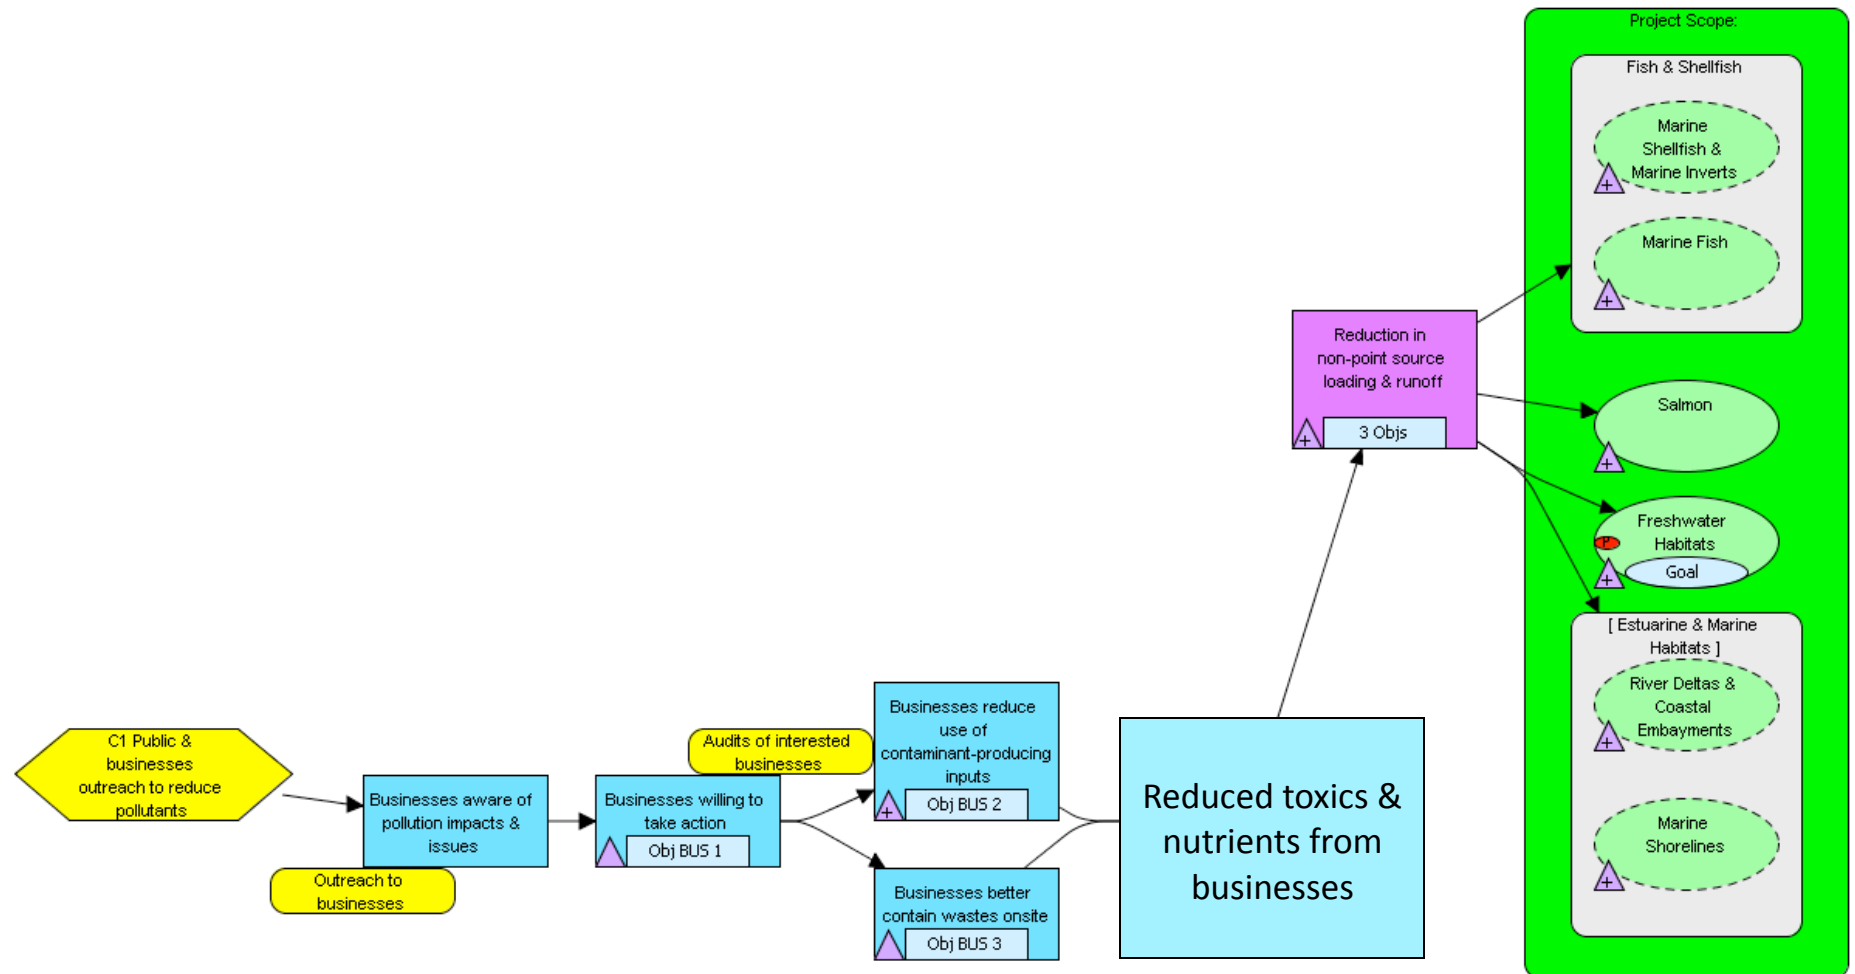 C1 Public &
businesses
outreach to reduce
pollutants
Businesses aware of
pollution impacts &
issues
Outreach to
businesses
Businesses willing to
take action
Obj BUS 1
Audits of interested
businesses
Businesses reduce
use of
contaminant-producing
inputs
Obj BUS 2
+
Businesses better
contain wastes onsite
Obj BUS 3
Reduced toxics &
nutrients from
businesses
Reduction in
non-point source
loading & runoff
3 Objs
+
Project Scope:
Fish & Shellfish
Marine
Shellfish &
Marine Inverts
+
Marine Fish
+
Salmon
+
Freshwater
Habitats
P
Goal
+
[ Estuarine & Marine
Habitats ]
River Deltas &
Coastal
Embayments
+
Marine
Shorelines
+